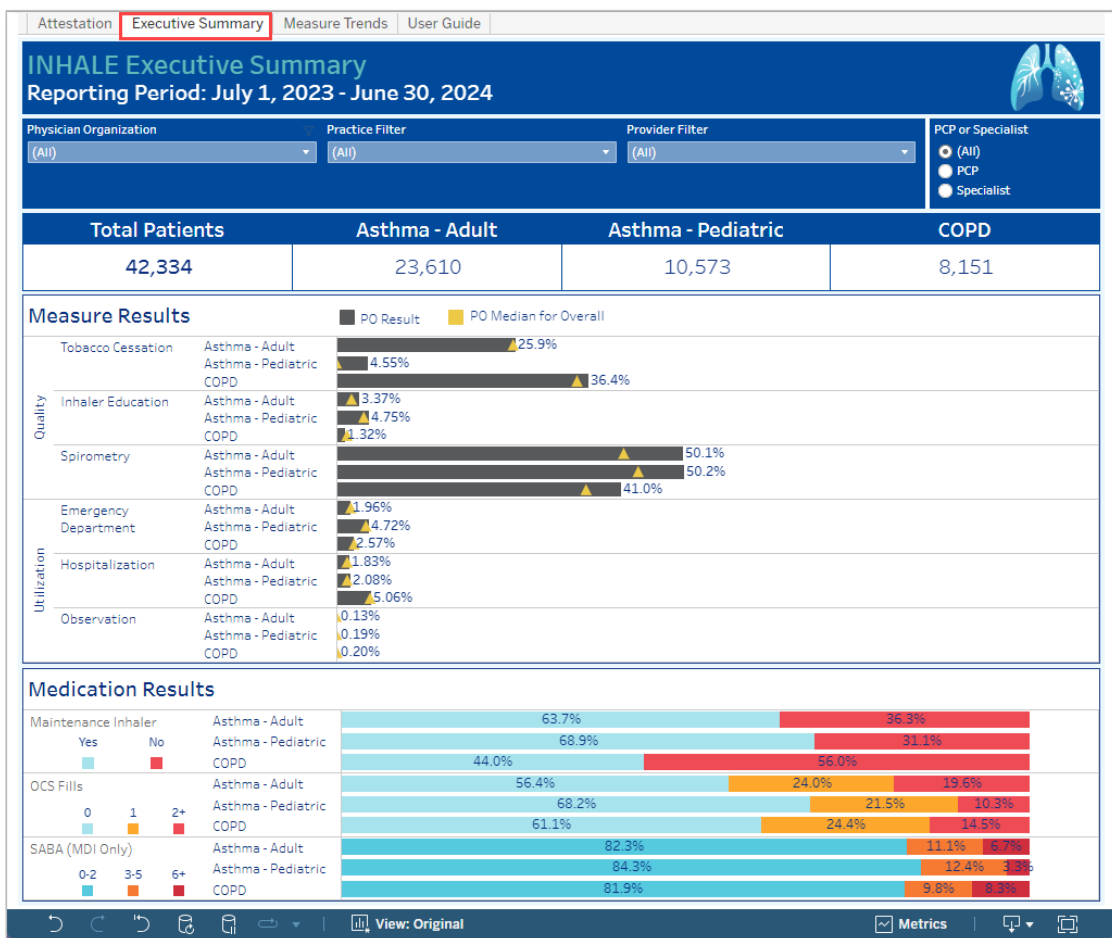 Attestation Executive Summary Measure Trends User Guide
INHALE Executive Summary
Reporting Period: July 1, 2023 - June 30, 2024
Physician Organization Practice Filter Provider Filter PCP or Specialist
(All) (All) (All) (All)
PCP
Specialist
Total Patients Asthma - Adult Asthma - Pediatric COPD
42,334 23,610 10,573 8,151
Measure Results PO Result PO Median for Overall
Quality
Tobacco Cessation Asthma - Adult 25.9%
Asthma - Pediatric 4.55%
COPD 36.4%
Inhaler Education Asthma - Adult 3.37%
Asthma - Pediatric 4.75%
COPD 1.32%
Spirometry Asthma - Adult 50.1%
Asthma - Pediatric 50.2%
COPD 41.0%
Utilization
Emergency Asthma - Adult 1.96%
Department Asthma - Pediatric 4.72%
COPD 2.57%
Hospitalization Asthma - Adult 1.83%
Asthma - Pediatric 2.08%
COPD 5.06%
Observation Asthma - Adult 0.13%
Asthma - Pediatric 0.19%
COPD 0.20%
Medication Results
Maintenance Inhaler Asthma - Adult 63.7% 36.3%
Yes No Asthma - Pediatric 68.9% 31.1%
COPD 44.0% 56.0%
OCS Fills Asthma - Adult 56.4% 24.0% 19.6%
0 1 2+ Asthma - Pediatric 68.2% 21.5% 10.3%
COPD 61.1% 24.4% 14.5%
SABA (MDI Only) Asthma - Adult 82.3% 11.1% 6.7%
0-2 3-5 6+ Asthma - Pediatric 84.3% 12.4% 3.3%
COPD 81.9% 9.8% 8.3%
View: Original Metrics